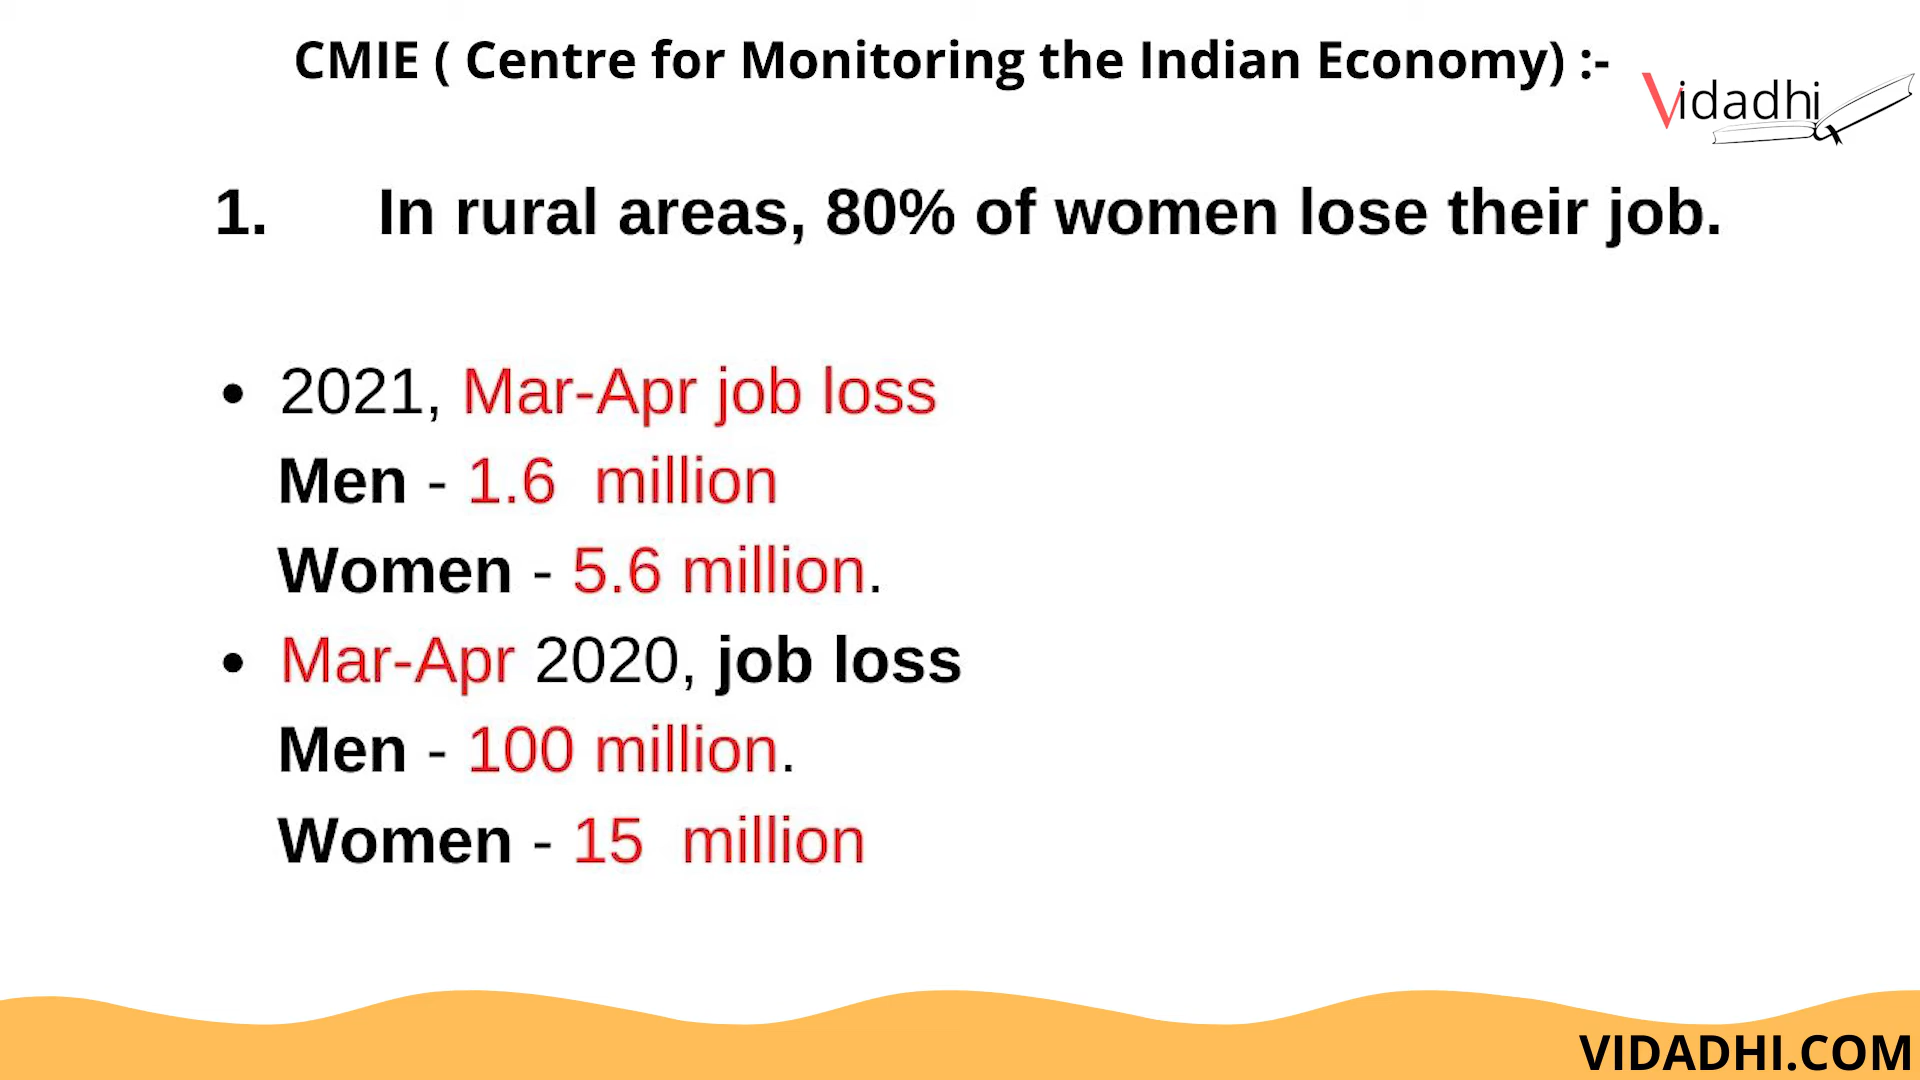 CMIE ( Centre for Monitoring the Indian Economy) :-
Vidadhi
1. In rural areas, 80% of women lose their job.
• 2021, Mar-Apr job loss
Men - 1.6 million
Women - 5.6 million.
• Mar-Apr 2020, job loss
Men - 100 million.
Women - 15 million
VIDADHI.COM